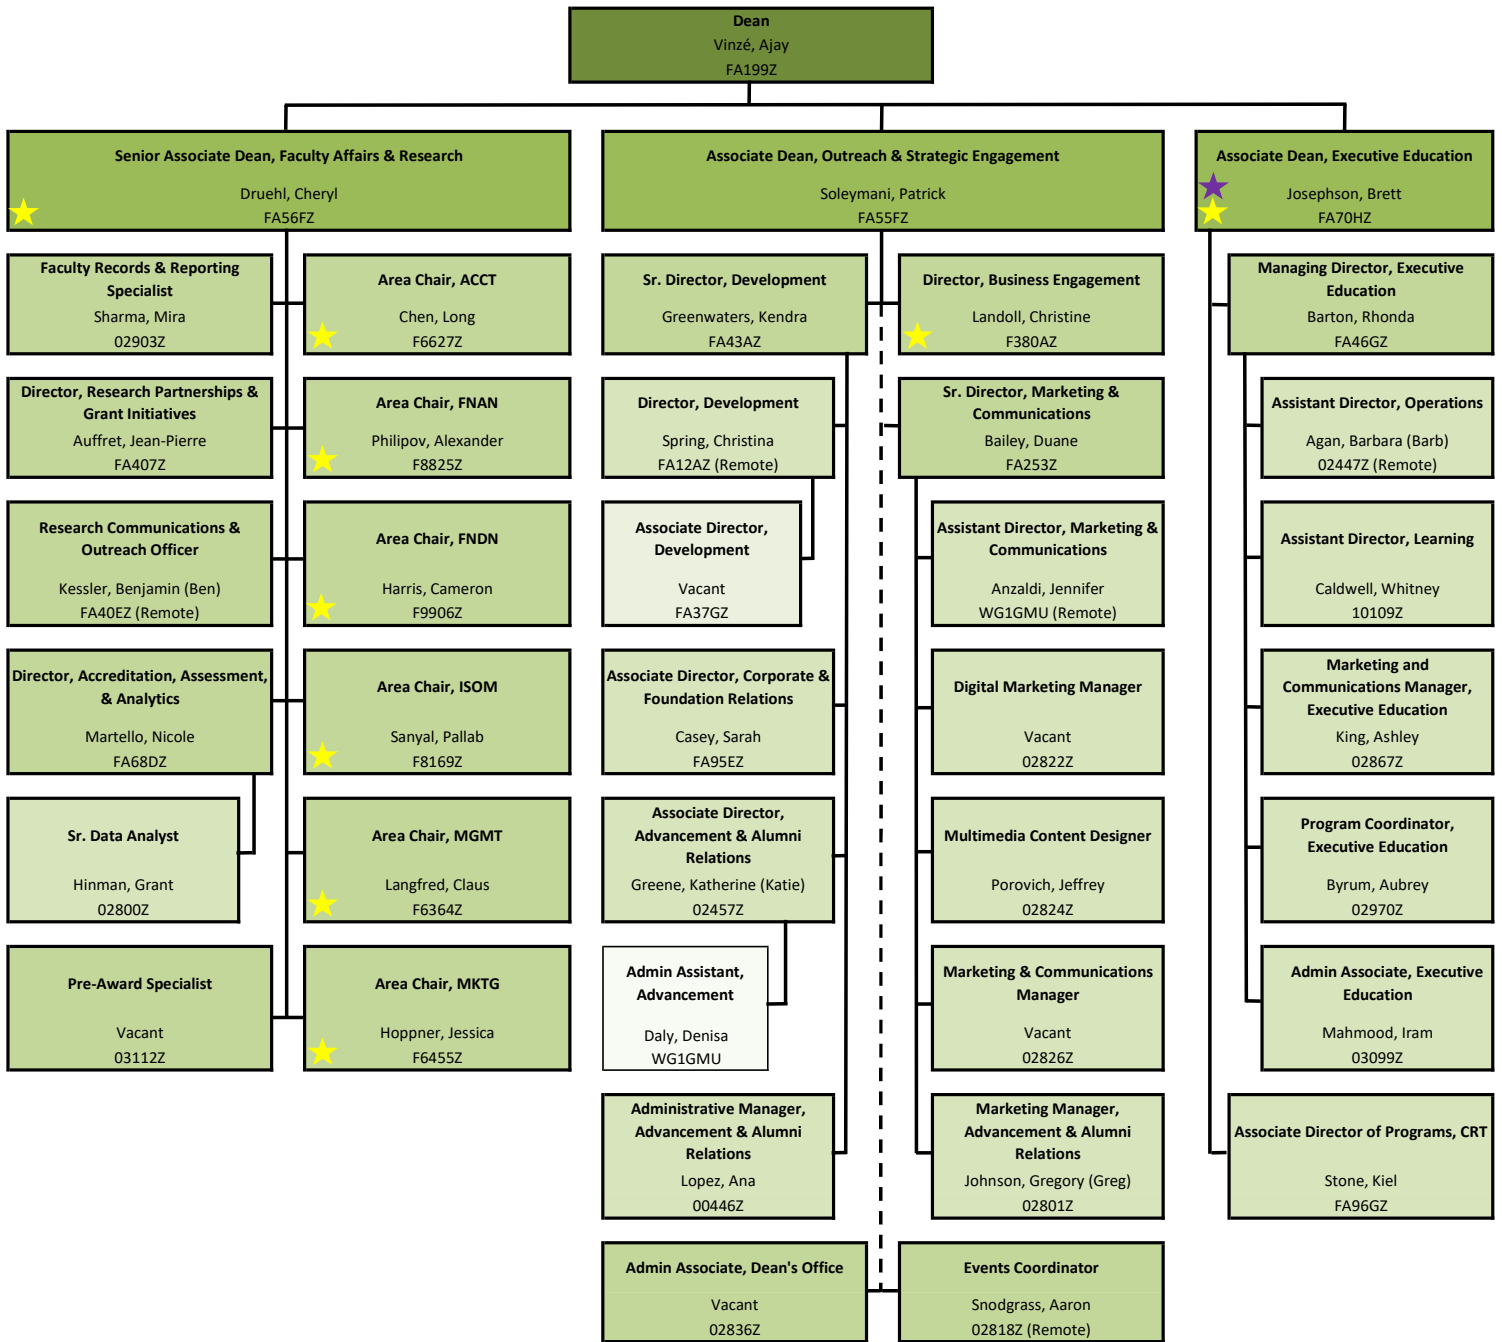 Dean
Vinzé, Ajay
FA199Z
Senior Associate Dean, Faculty Affairs & Research
Druehl, Cheryl
FA56FZ
Faculty Records & Reporting
Specialist
Sharma, Mira
02903Z
Area Chair, ACCT
Chen, Long
F6627Z
Director, Research Partnerships &
Grant Initiatives
Auffret, Jean-Pierre
FA407Z
Area Chair, FNAN
Philipov, Alexander
F8825Z
Research Communications &
Outreach Officer
Kessler, Benjamin (Ben)
FA40EZ (Remote)
Area Chair, FNDN
Harris, Cameron
F9906Z
Director, Accreditation, Assessment,
& Analytics
Martello, Nicole
FA68DZ
Area Chair, ISOM
Sanyal, Pallab
F8169Z
Sr. Data Analyst
Hinman, Grant
02800Z
Area Chair, MGMT
Langfred, Claus
F6364Z
Pre-Award Specialist
Vacant
03112Z
Area Chair, MKTG
Hoppner, Jessica
F6455Z
Associate Dean, Outreach & Strategic Engagement
Soleymani, Patrick
FA55FZ
Sr. Director, Development
Greenwaters, Kendra
FA43AZ
Director, Development
Spring, Christina
FA12AZ (Remote)
Associate Director,
Development
Vacant
FA37GZ
Associate Director, Corporate &
Foundation Relations
Casey, Sarah
FA95EZ
Associate Director,
Advancement & Alumni
Relations
Greene, Katherine (Katie)
02457Z
Admin Assistant,
Advancement
Daly, Denisa
WG1GMU
Administrative Manager,
Advancement & Alumni
Relations
Lopez, Ana
00446Z
Admin Associate, Dean's Office
Vacant
02836Z
Director, Business Engagement
Landoll, Christine
F380AZ
Sr. Director, Marketing &
Communications
Bailey, Duane
FA253Z
Assistant Director, Marketing &
Communications
Anzaldi, Jennifer
WG1GMU (Remote)
Digital Marketing Manager
Vacant
02822Z
Multimedia Content Designer
Porovich, Jeffrey
02824Z
Marketing & Communications
Manager
Vacant
02826Z
Marketing Manager,
Advancement & Alumni
Relations
Johnson, Gregory (Greg)
02801Z
Events Coordinator
Snodgrass, Aaron
02818Z (Remote)
Associate Dean, Executive Education
Josephson, Brett
FA70HZ
Managing Director, Executive
Education
Barton, Rhonda
FA46GZ
Assistant Director, Operations
Agan, Barbara (Barb)
02447Z (Remote)
Assistant Director, Learning
Caldwell, Whitney
10109Z
Marketing and
Communications Manager,
Executive Education
King, Ashley
02867Z
Program Coordinator,
Executive Education
Byrum, Aubrey
02970Z
Admin Associate, Executive
Education
Mahmood, Iram
03099Z
Associate Director of Programs, CRT
Stone, Kiel
FA96GZ